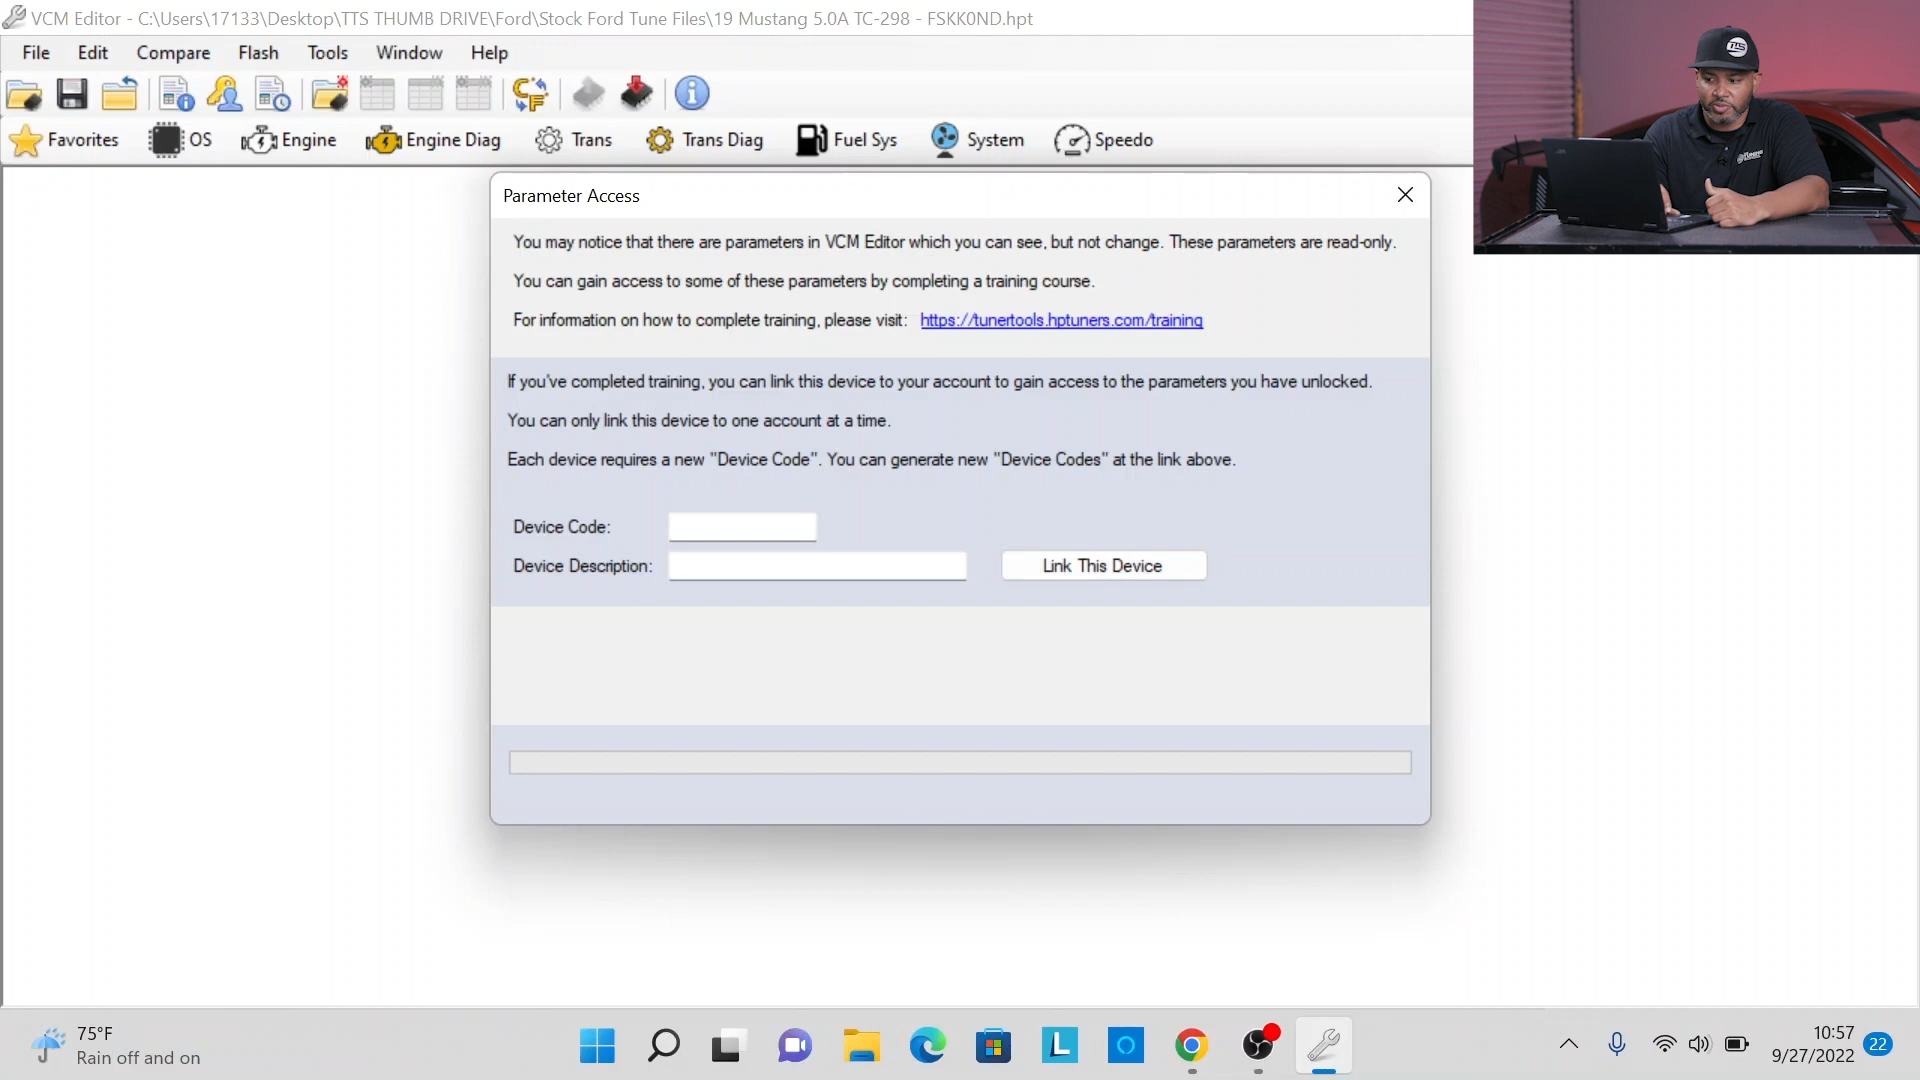 VCM Editor - C:\Users\17133\Desktop\TTS THUMB DRIVE\Ford\Stock Ford Tune Files\19 Mustang 5.0A TC-298 - FSKK0ND.hpt
File Edit Compare Flash Tools Window Help
Favorites OS Engine Engine Diag Trans Trans Diag Fuel Sys System Speedo
Parameter Access
You may notice that there are parameters in VCM Editor which you can see, but not change. These parameters are read-only.
You can gain access to some of these parameters by completing a training course.
For information on how to complete training, please visit: https://tunertools.hptuners.com/training
If you've completed training, you can link this device to your account to gain access to the parameters you have unlocked.
You can only link this device to one account at a time.
Each device requires a new "Device Code". You can generate new "Device Codes" at the link above.
Device Code:
Device Description: Link This Device
75°F
Rain off and on
10:57
9/27/2022
22